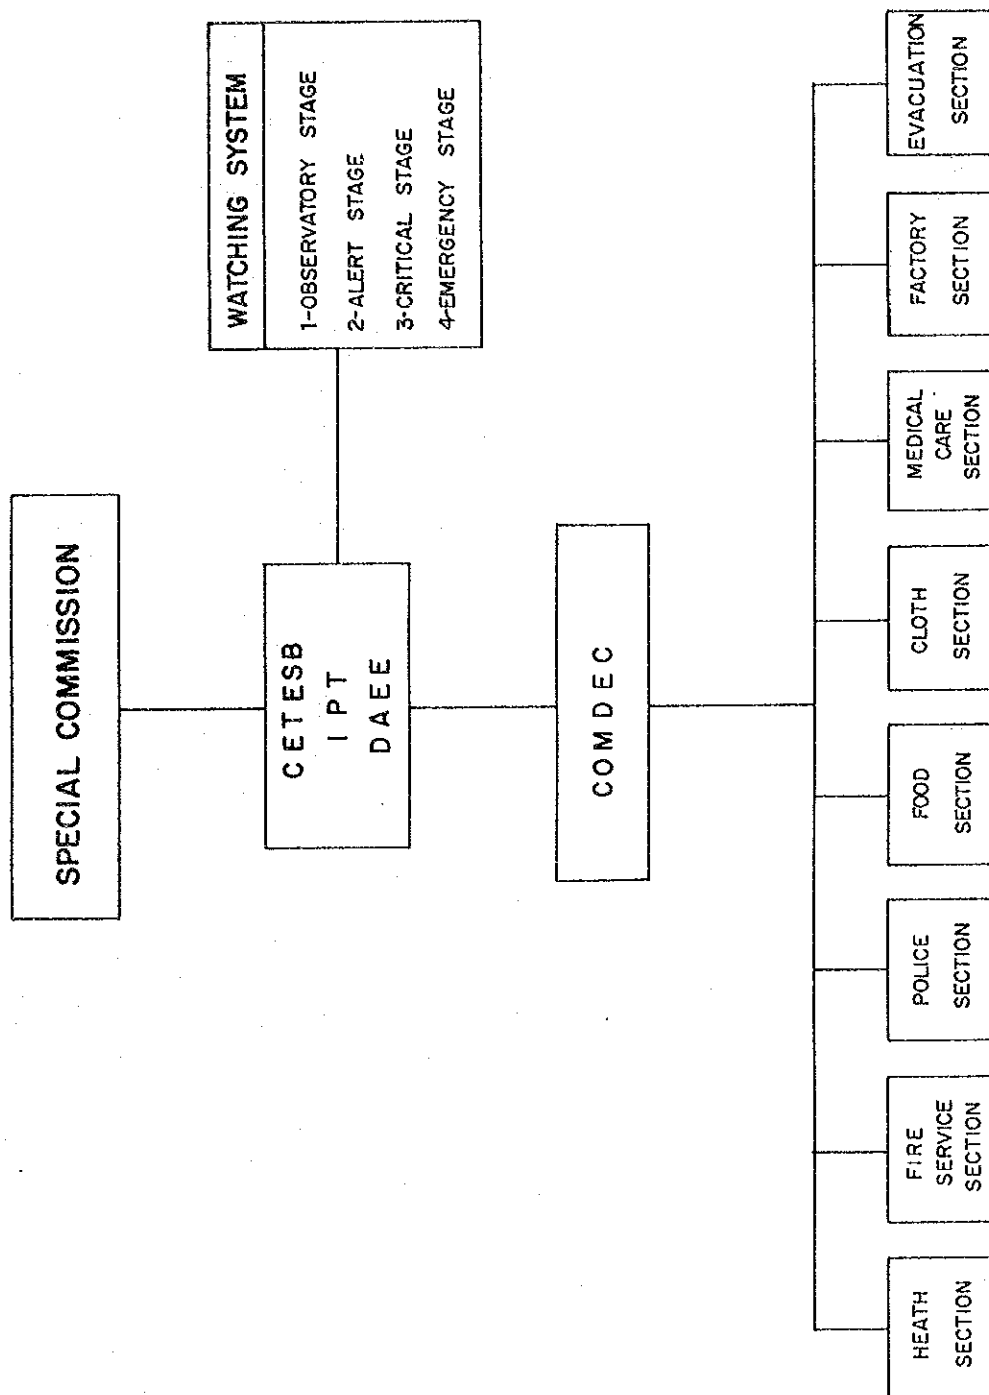 SPECIAL COMMISSION
CETESB
IPT
DAEE
WATCHING SYSTEM
1-OBSERVATORY STAGE
2-ALERT STAGE
3-CRITICAL STAGE
4-EMERGENCY STAGE
COMDEC
HEATH
SECTION
FIRE
SERVICE
SECTION
POLICE
SECTION
FOOD
SECTION
CLOTH
SECTION
MEDICAL
CARE
SECTION
FACTORY
SECTION
EVACUATION
SECTION